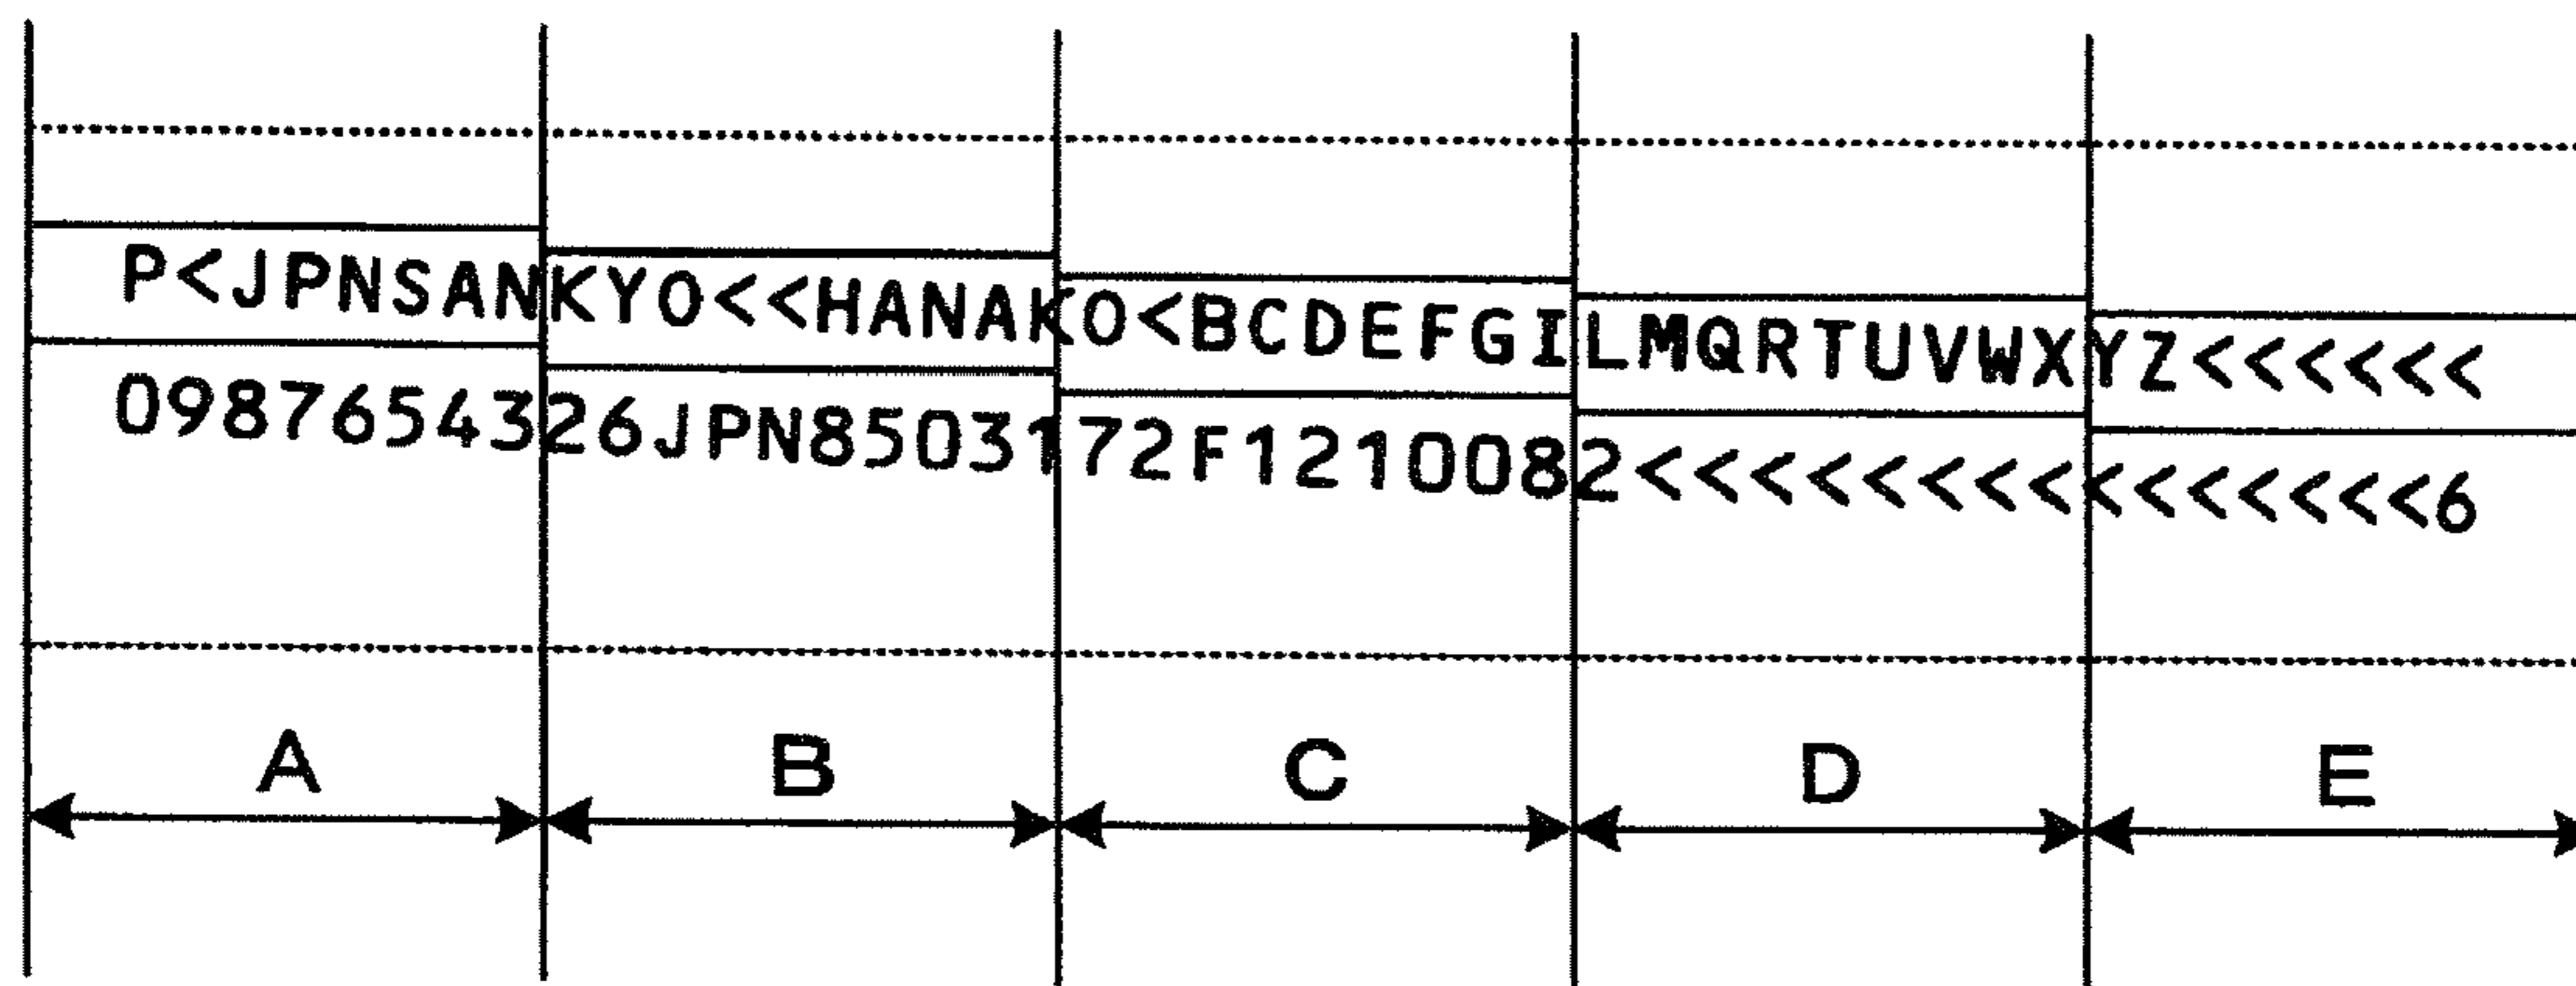 P<JPNSANKYO<<HANAKO<BCDEFGILMQRTUVWXYZ<<<<<<
0987654326JPN8503172F1210082<<<<<<<<<<<<<<<6
A B C D E